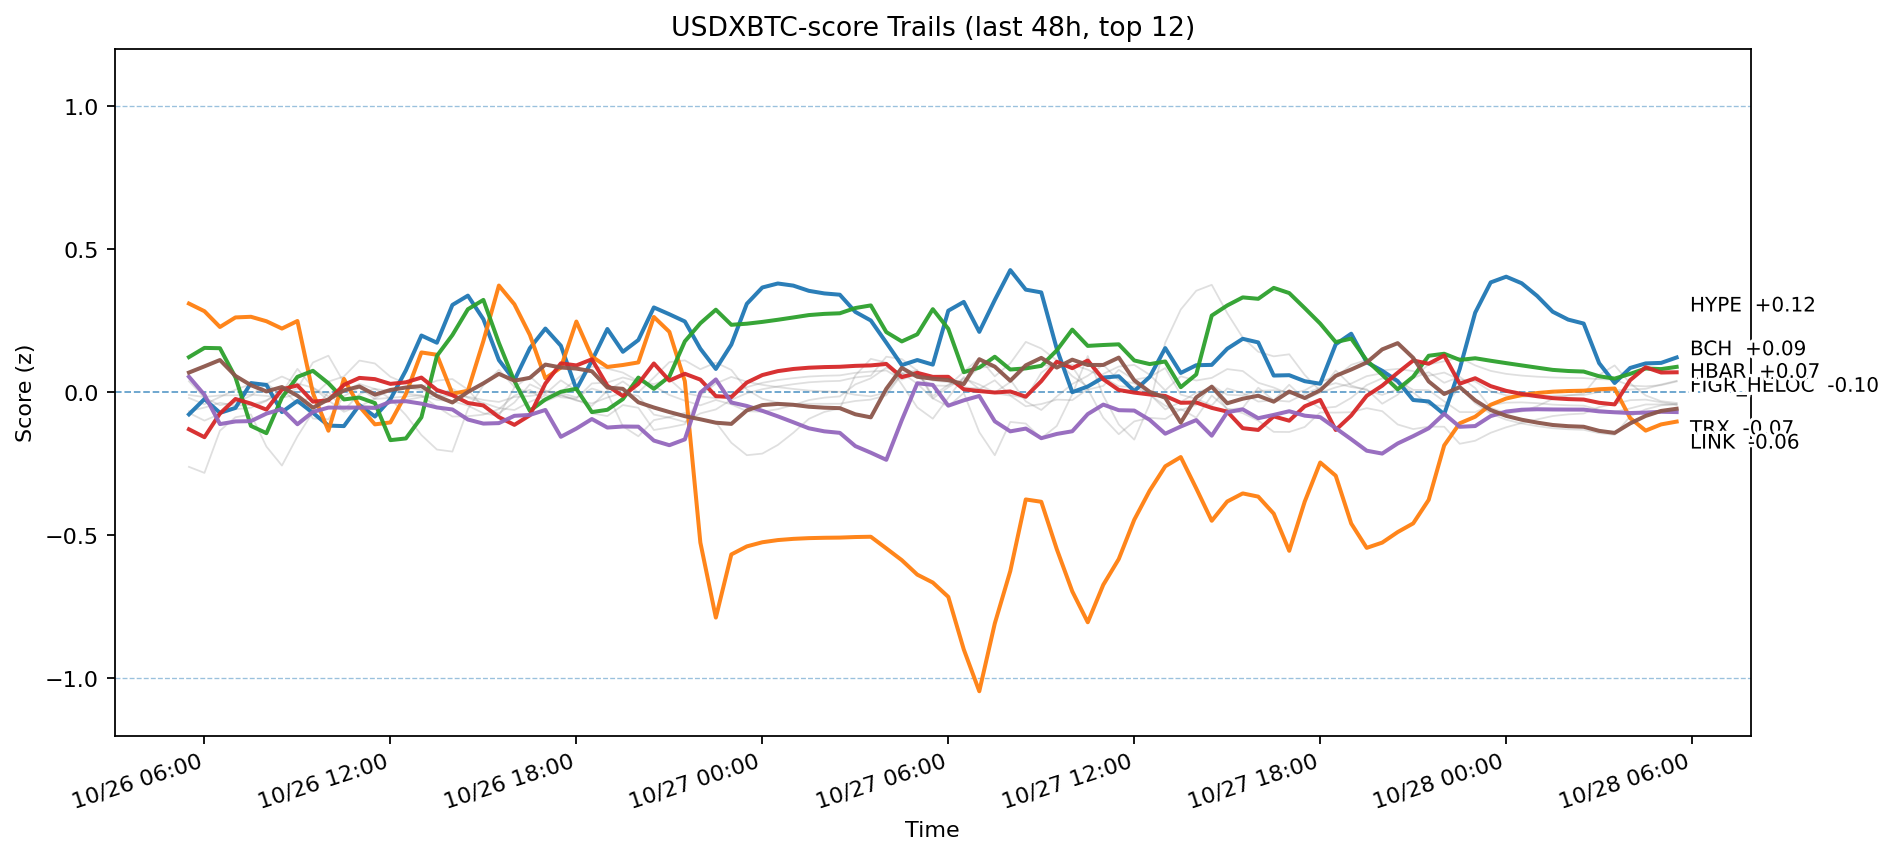 USDXBTC-score Trails (last 48h, top 12)
Score (z)
1.0
0.5
0.0
−0.5
−1.0
HYPE +0.12
BCH +0.09
HBAR +0.07
FIGR_HELOC -0.10
TRX -0.07
LINK -0.06
10/26 06:00
10/26 12:00
10/26 18:00
10/27 00:00
10/27 06:00
10/27 12:00
10/27 18:00
10/28 00:00
10/28 06:00
Time